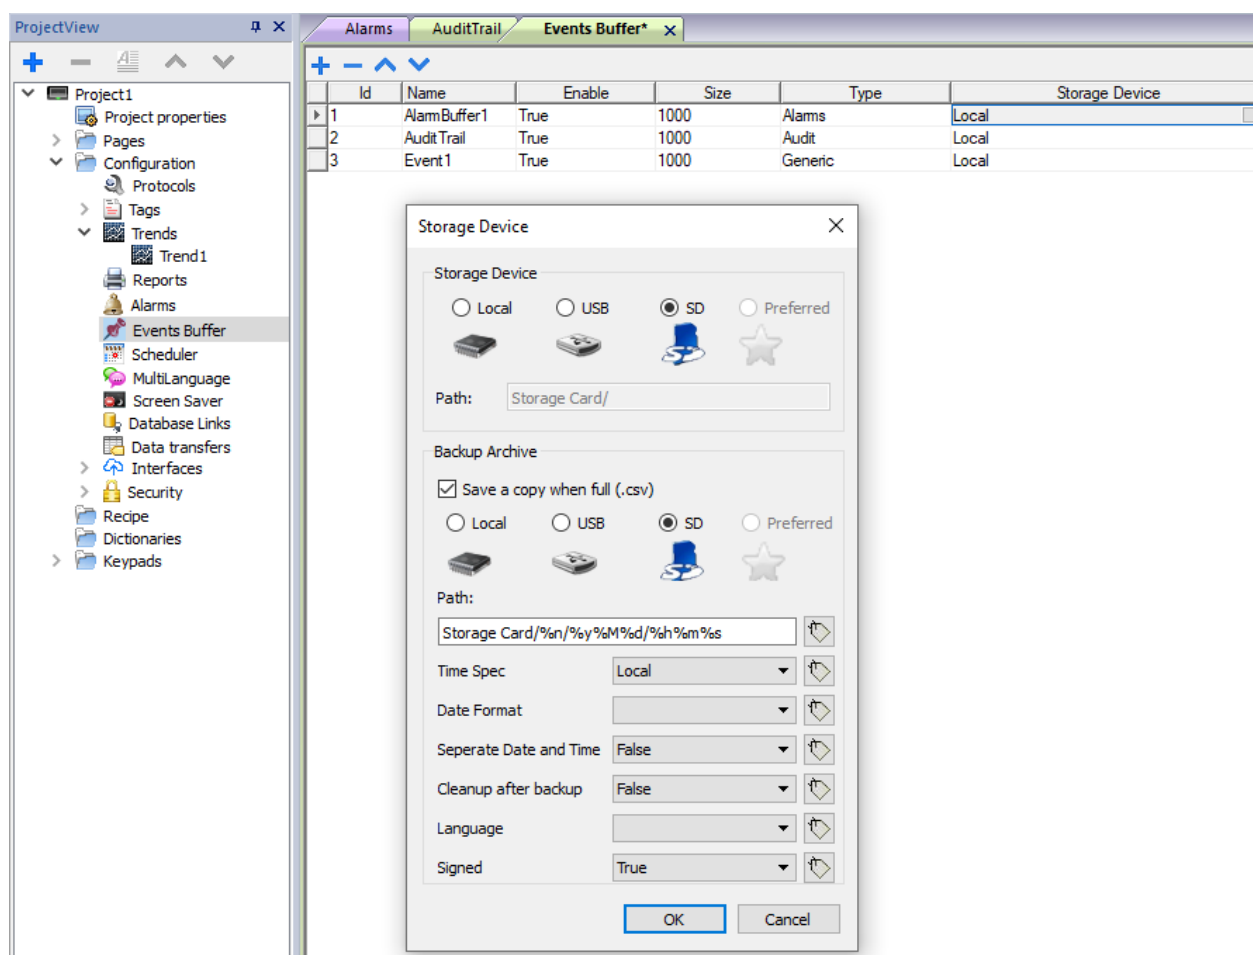 ProjectView
Project1
Project properties
Pages
Configuration
Protocols
Tags
Trends
Trend1
Reports
Alarms
Events Buffer
Scheduler
MultiLanguage
Screen Saver
Database Links
Data transfers
Interfaces
Security
Recipe
Dictionaries
Keypads
Alarms AuditTrail Events Buffer*
Id Name Enable Size Type Storage Device
1 AlarmBuffer1 True 1000 Alarms Local
2 AuditTrail True 1000 Audit Local
3 Event1 True 1000 Generic Local
Storage Device
Storage Device
Local USB SD Preferred
Path: Storage Card/
Backup Archive
Save a copy when full (.csv)
Local USB SD Preferred
Path:
Storage Card/%n/%y%M%d/%h%m%s
Time Spec Local
Date Format
Seperate Date and Time False
Cleanup after backup False
Language
Signed True
OK Cancel